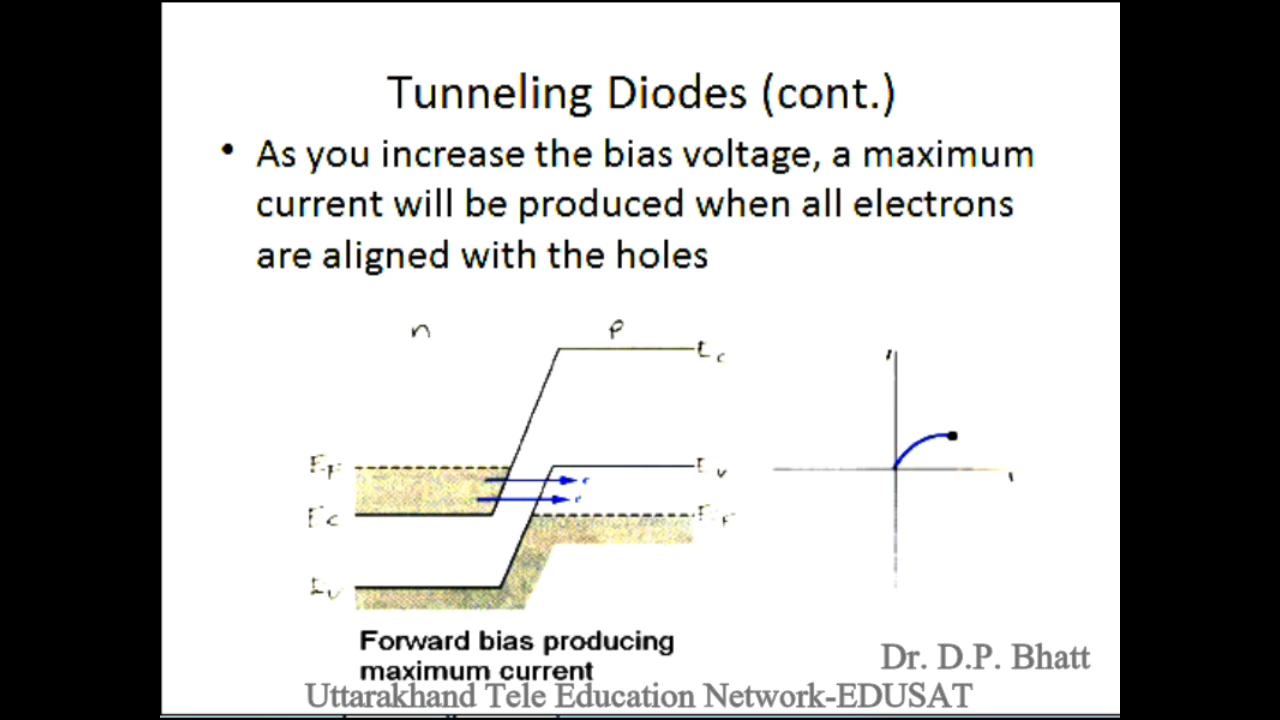 Tunneling Diodes (cont.)
• As you increase the bias voltage, a maximum
current will be produced when all electrons
are aligned with the holes
n
P
E c
E F
E v
E c
E F
E v
Forward bias producing
maximum current
Dr. D.P. Bhatt
Uttarakhand Tele Education Network-EDUSAT